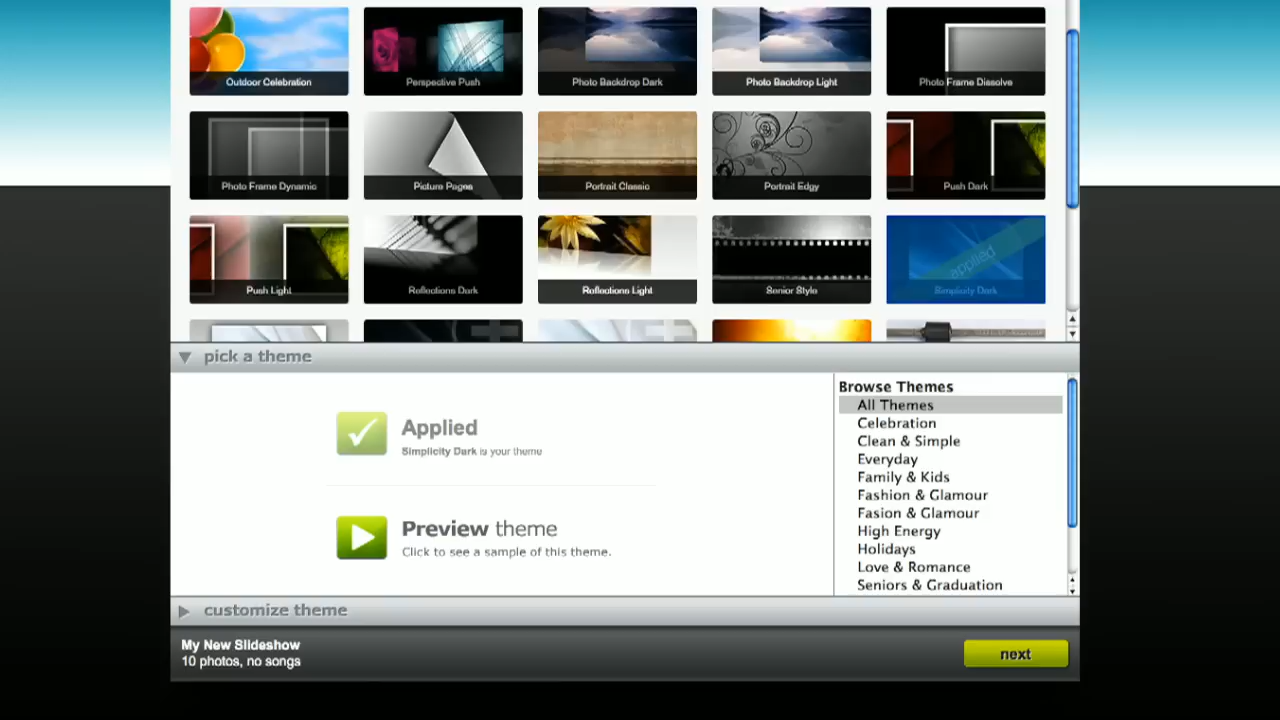 Outdoor Celebration
Perspective Push
Photo Backdrop Dark
Photo Backdrop Light
Photo Frame Dissolve
Photo Frame Dynamic
Picture Pages
Portrait Classic
Portrait Edgy
Push Dark
Push Light
Reflections Dark
Reflections Light
Senior Style
applied
Simplicity Dark
pick a theme
Applied
Simplicity Dark is your theme
Preview theme
Click to see a sample of this theme.
Browse Themes
All Themes
Celebration
Clean & Simple
Everyday
Family & Kids
Fashion & Glamour
Fasion & Glamour
High Energy
Holidays
Love & Romance
Seniors & Graduation
customize theme
My New Slideshow
10 photos, no songs
next